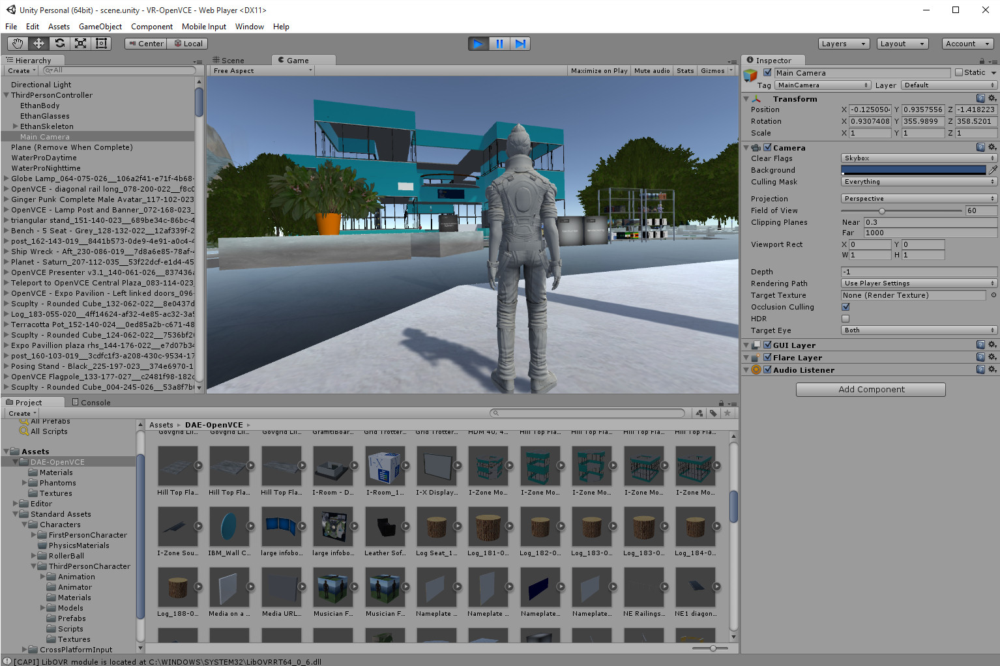 Unity Personal (64bit) - scene.unity - VR-OpenVCE - Web Player <DX11>
File Edit Assets GameObject Component Mobile Input Window Help
Center Local Layers Layout Account
Hierarchy
Create All
Directional Light
ThirdPersonController
EthanBody
EthanGlasses
EthanSkeleton
Main Camera
Plane (Remove When Complete)
WaterProDaytime
WaterProNighttime
Globe Lamp_064-075-026__106a2f41-e71f-4b68-
OpenVCE - diagonal rail long_078-200-022__f8c0
Ginger Punk Complete Male Avatar_117-102-023
OpenVCE - Lamp Post and Banner_072-168-023_
triangular stand_151-140-023__689be34c-86bc-4
Bench - 5 Seat - Grey_128-132-022__12af339f-2
post_162-143-019__8441b573-0de9-4e91-a0c4-4
Ship Wreck - Aft_230-086-019__7d8a6e85-78af-
Planet - Saturn_207-112-035__53f22dcf-e1d4-45
OpenVCE Presenter v3.1_140-061-026__837436
Teleport to OpenVCE Central Plaza_083-114-023
OpenVCE - Expo Pavilion - Left linked doors_096-
Scuplty - Rounded Cube_132-062-022__8e0437d
Log_183-055-020__4ff14624-af32-4e85-ac32-3a
Terracotta Pot_152-140-024__0ed85a2b-c671-48
Scuplty - Rounded Cube_124-062-022__7536bf2
Expo Pavillion plaza rhs_144-176-022__e7d07b34
post_160-103-019__3cdfc1f3-a208-430c-9534-17
Posing Stand - Black_225-197-023__374e6970-1
OpenVCE Flagpole_133-177-027__c2481f98-182c
Scuplty - Rounded Cube_004-245-026__53a8f7b
Scene Game
Free Aspect Maximize on Play Mute audio Stats Gizmos
Inspector
Main Camera Static
Tag MainCamera Layer Default
Transform
Position X -0.125050 Y 0.9357556 Z -1.418223
Rotation X 0.9307408 Y 355.9899 Z 358.5201
Scale X 1 Y 1 Z 1
Camera
Clear Flags Skybox
Background
Culling Mask Everything
Projection Perspective
Field of View 60
Clipping Planes Near 0.3
Far 1000
Viewport Rect X 0 Y 0
W 1 H 1
Depth -1
Rendering Path Use Player Settings
Target Texture None (Render Texture)
Occlusion Culling
HDR
Target Eye Both
GUI Layer
Flare Layer
Audio Listener
Add Component
Project Console
Create
All Prefabs
All Scripts
Assets
DAE-OpenVCE
Materials
Phantoms
Textures
Editor
Standard Assets
Characters
FirstPersonCharacter
PhysicsMaterials
RollerBall
ThirdPersonCharacter
Animation
Animator
Materials
Models
Prefabs
Scripts
Textures
CrossPlatformInput
Assets DAE-OpenVCE
Govgrid Lil... Govgrid Lil... GraffitiBoar... Grid Trotter... Grid Trotter... HDM 40, 4... Hill Top Fla... Hill Top Fla... Hill Top Fla... Hill Top Fla...
Hill Top Fla... Hill Top Fla... Hill Top Fla... I-Room - D... I-Room_1... I-X Display... I-Zone Mo... I-Zone Mo... I-Zone Mo... I-Zone Mo... I-Zone Mo...
I-Zone Sou... IBM_Wall C... large infobo... large infobo... Leather Sof... Log Seat_1... Log_181-0... Log_182-0... Log_183-0... Log_183-0... Log_184-0...
Log_188-0... Media on a ... Media URL... Musician F... Musician F... Nameplate ... Nameplate ... Nameplate... Nameplate... NE Railings... NE1 diagon...
[CAPI] LibOVR module is located at C:\WINDOWS\SYSTEM32\LibOVRRT64_0_6.dll